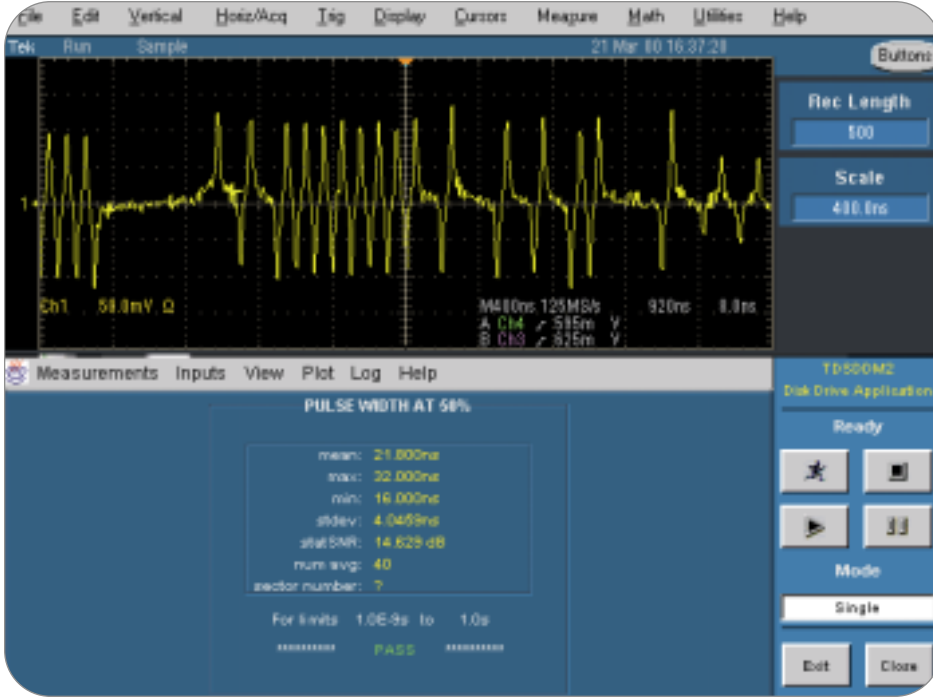 File Edit Vertical Horiz/Acq Trig Display Cursors Measure Math Utilities Help
Tek Run Sample 21 Mar 00 16:37:20
Buttons
Rec Length
500
Scale
400.0ns
1
Ch1 50.0mV Ω
M400ns 125MS/s 920ns 0.0ns
A Ch4 585m V
B Ch3 625m V
Measurements Inputs View Plot Log Help
TDSDDM2
Disk Drive Application
PULSE WIDTH AT 50%
Ready
mean: 21.800ns
max: 32.000ns
min: 16.000ns
stdev: 4.0459ns
statSNR: 14.629 dB
num avg: 40
sector number: ?
Mode
Single
For limits 1.0E-9s to 1.0s
********** PASS **********
Exit Close